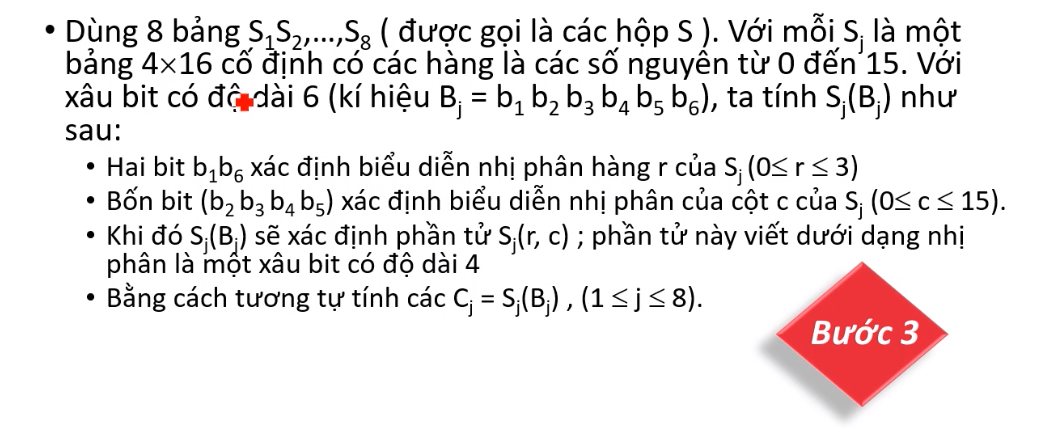 • Dùng 8 bảng S₁S₂,...,S₈ ( được gọi là các hộp S ). Với mỗi Sⱼ là một
bảng 4×16 cố định có các hàng là các số nguyên từ 0 đến 15. Với
xâu bit có độ dài 6 (kí hiệu Bⱼ = b₁ b₂ b₃ b₄ b₅ b₆), ta tính Sⱼ(Bⱼ) như
sau:
• Hai bit b₁b₆ xác định biểu diễn nhị phân hàng r của Sⱼ (0≤ r ≤ 3)
• Bốn bit (b₂ b₃ b₄ b₅) xác định biểu diễn nhị phân của cột c của Sⱼ (0≤ c ≤ 15).
• Khi đó Sⱼ(Bⱼ) sẽ xác định phần tử Sⱼ(r, c) ; phần tử này viết dưới dạng nhị
phân là một xâu bit có độ dài 4
• Bằng cách tương tự tính các Cⱼ = Sⱼ(Bⱼ) , (1 ≤ j ≤ 8).
Bước 3